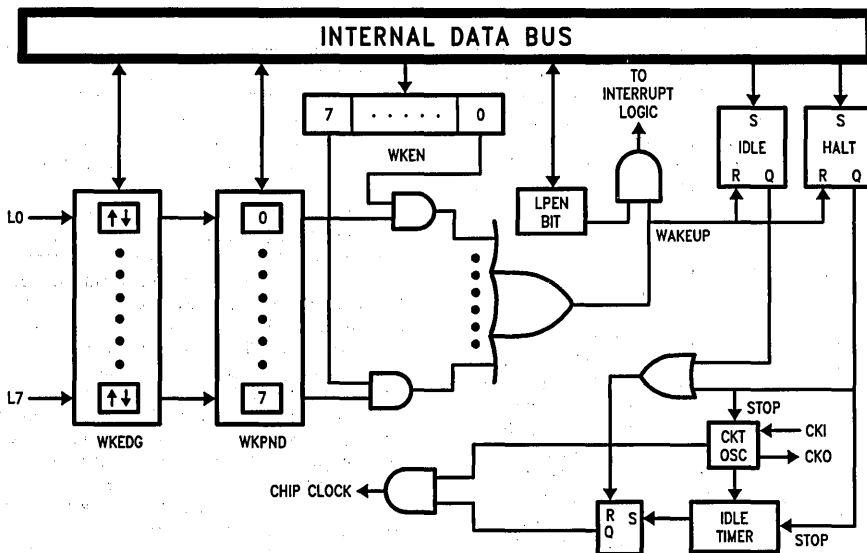 INTERNAL DATA BUS
TO
INTERRUPT
LOGIC
7 . . . . . 0
WKEN
S
IDLE
R Q
S
HALT
R Q
LPEN
BIT
WAKEUP
L0
↑↓
0
L7
↑↓
7
WKEDG
WKPND
STOP
CKT
OSC
CKI
CKO
CHIP CLOCK
R S
Q
IDLE
TIMER
STOP